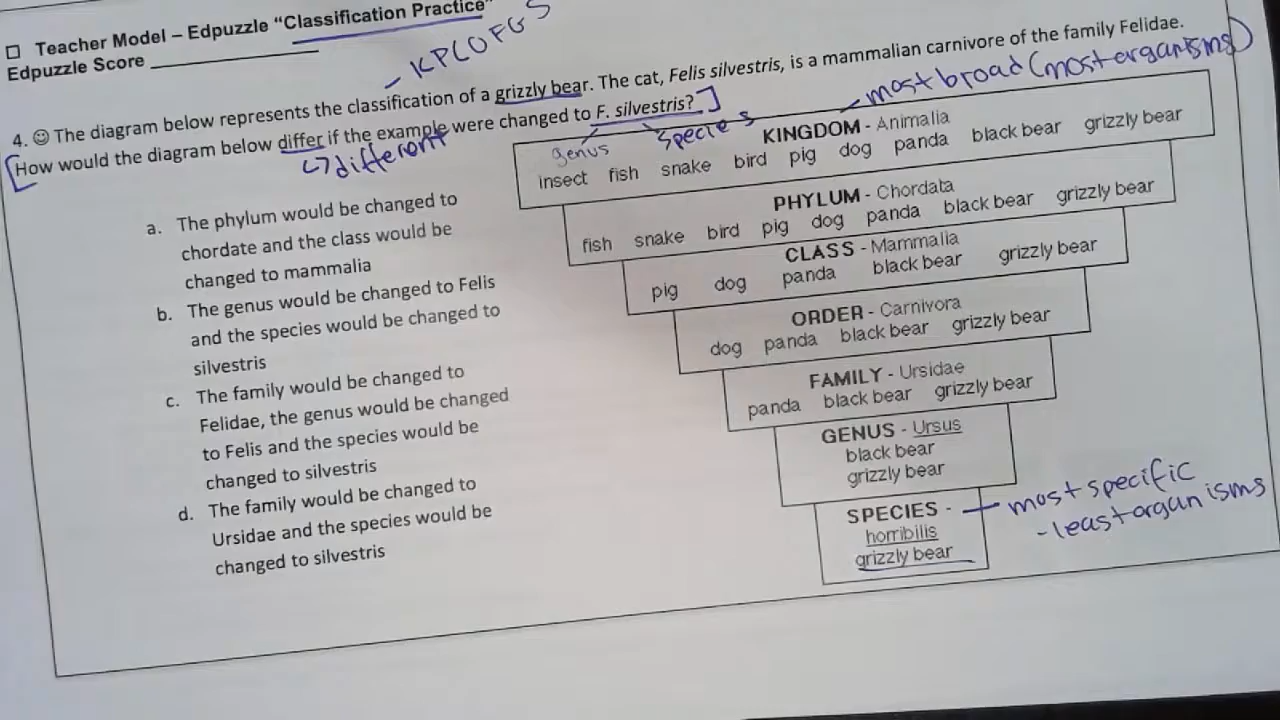 ☐ Teacher Model – Edpuzzle “Classification Practice”
Edpuzzle Score
- KPCOFGS
4. ☺ The diagram below represents the classification of a grizzly bear. The cat, Felis silvestris, is a mammalian carnivore of the family Felidae.
How would the diagram below differ if the example were changed to F. silvestris?
most broad (most organisms)
different
genus
species
a. The phylum would be changed to
chordate and the class would be
changed to mammalia
b. The genus would be changed to Felis
and the species would be changed to
silvestris
c. The family would be changed to
Felidae, the genus would be changed
to Felis and the species would be
changed to silvestris
d. The family would be changed to
Ursidae and the species would be
changed to silvestris
KINGDOM - Animalia
insect fish snake bird pig dog panda black bear grizzly bear
PHYLUM - Chordata
fish snake bird pig dog panda black bear grizzly bear
CLASS - Mammalia
pig dog panda black bear grizzly bear
ORDER - Carnivora
dog panda black bear grizzly bear
FAMILY - Ursidae
panda black bear grizzly bear
GENUS - Ursus
black bear
grizzly bear
SPECIES -
horribilis
grizzly bear
most specific
- least organisms